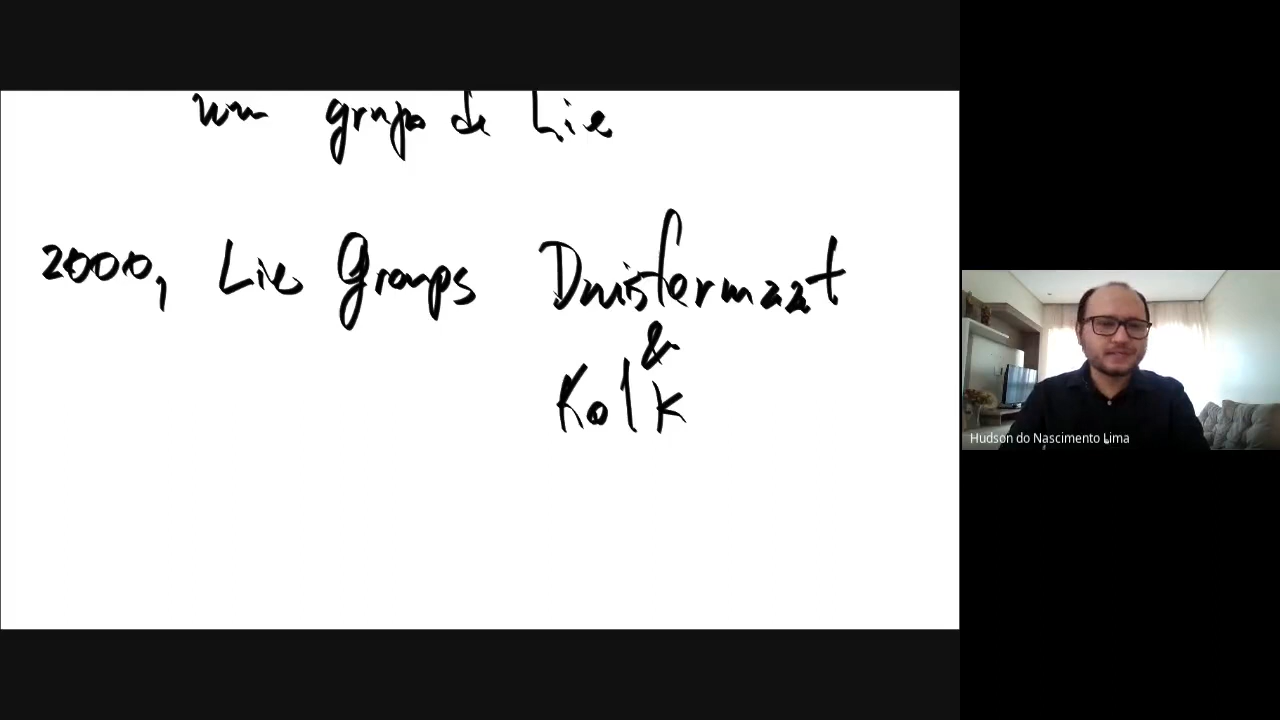 um grupo de Lie
2000, Lie Groups Duistermaat
&
Kolk
Hudson do Nascimento Lima